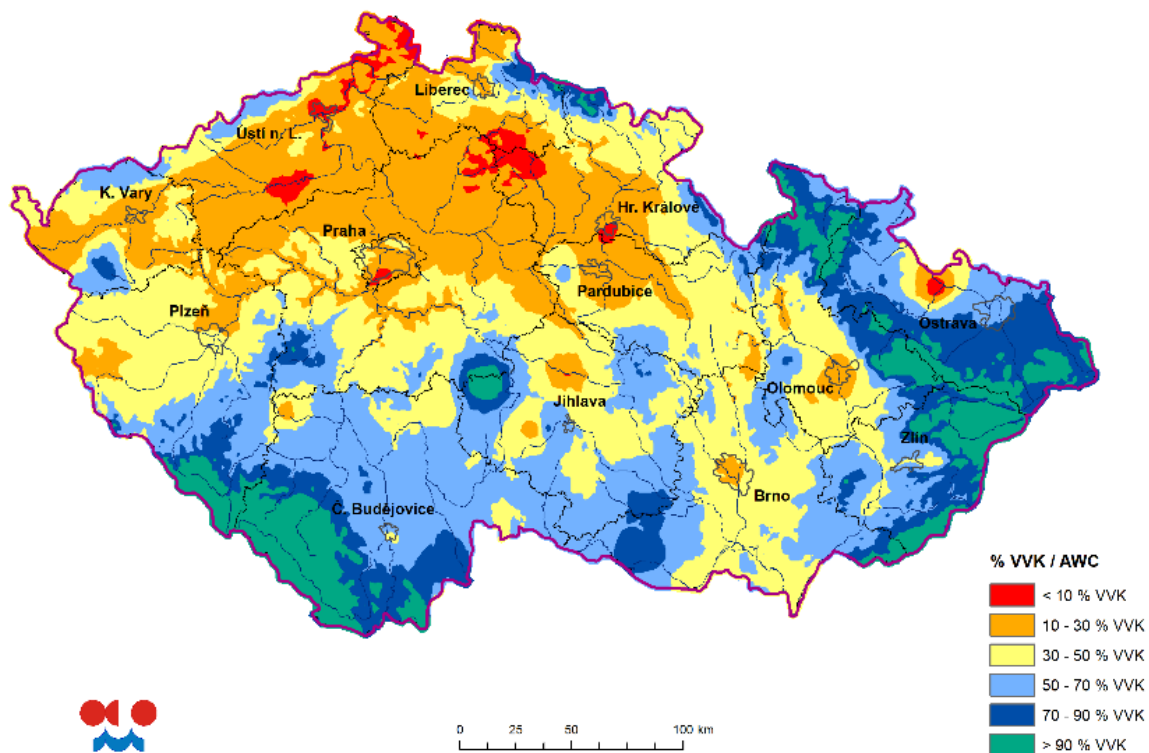 Liberec
Ústí n. L.
K. Vary
Hr. Králové
Praha
Pardubice
Plzeň
Ostrava
Olomouc
Jihlava
Zlín
Brno
Č. Budějovice
% VVK / AWC
< 10 % VVK
10 - 30 % VVK
30 - 50 % VVK
50 - 70 % VVK
70 - 90 % VVK
> 90 % VVK
0 25 50 100 km